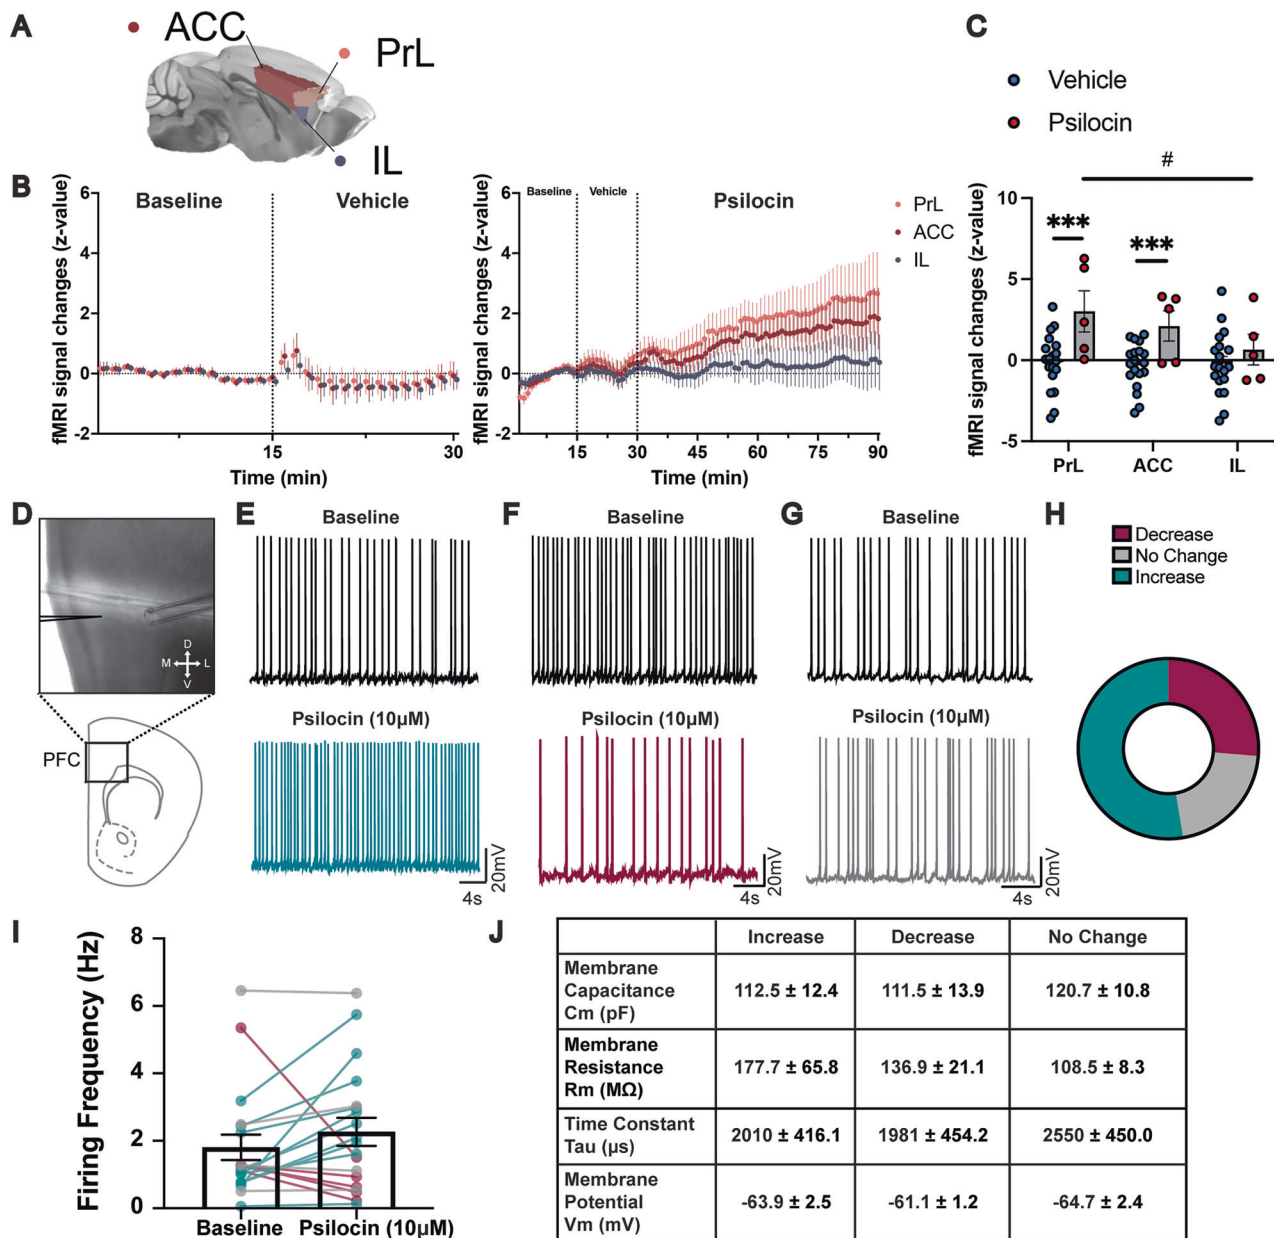 A
ACC
PrL
IL
C
Vehicle
Psilocin
#
*** ***
fMRI signal changes (z-value)
10
5
0
-5
PrL ACC IL
B
fMRI signal changes (z-value)
6
4
2
0
-2
Baseline Vehicle
15 30
Time (min)
fMRI signal changes (z-value)
6
4
2
0
-2
Baseline Vehicle Psilocin
15 30 45 60 75 90
Time (min)
PrL
ACC
IL
D
D
M L
V
PFC
E
Baseline
Psilocin (10µM)
20mV
4s
F
Baseline
Psilocin (10µM)
20mV
4s
G
Baseline
Psilocin (10µM)
20mV
4s
H
Decrease
No Change
Increase
I
Firing Frequency (Hz)
8
6
4
2
0
Baseline Psilocin (10µM)
J
Increase Decrease No Change
Membrane
Capacitance
Cm (pF)
112.5 ± 12.4 111.5 ± 13.9 120.7 ± 10.8
Membrane
Resistance
Rm (MΩ)
177.7 ± 65.8 136.9 ± 21.1 108.5 ± 8.3
Time Constant
Tau (µs)
2010 ± 416.1 1981 ± 454.2 2550 ± 450.0
Membrane
Potential
Vm (mV)
-63.9 ± 2.5 -61.1 ± 1.2 -64.7 ± 2.4